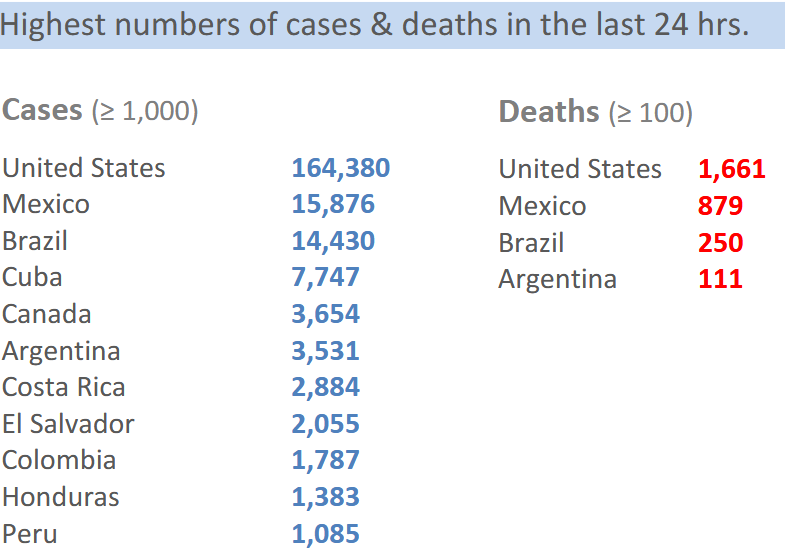 Highest numbers of cases & deaths in the last 24 hrs.
Cases (≥ 1,000)
United States 164,380
Mexico 15,876
Brazil 14,430
Cuba 7,747
Canada 3,654
Argentina 3,531
Costa Rica 2,884
El Salvador 2,055
Colombia 1,787
Honduras 1,383
Peru 1,085
Deaths (≥ 100)
United States 1,661
Mexico 879
Brazil 250
Argentina 111